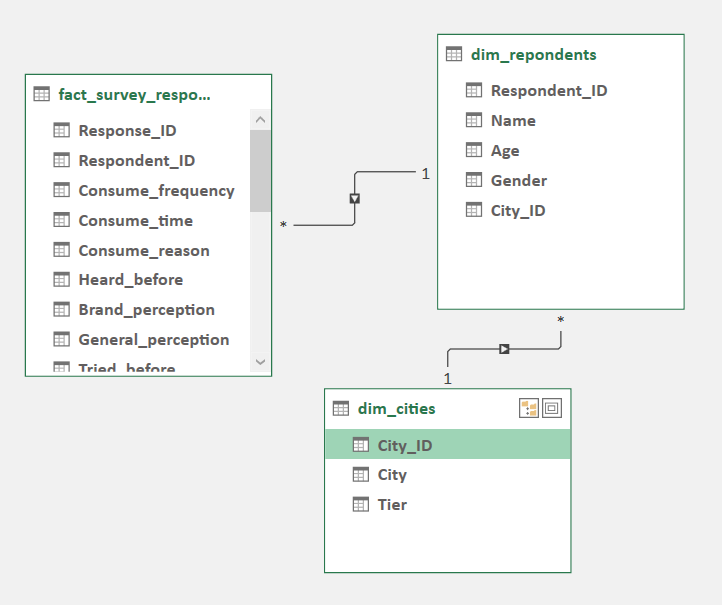 fact_survey_respo...
Response_ID
Respondent_ID
Consume_frequency
Consume_time
Consume_reason
Heard_before
Brand_perception
General_perception
Tried_before
*
1
dim_repondents
Respondent_ID
Name
Age
Gender
City_ID
*
1
dim_cities
City_ID
City
Tier